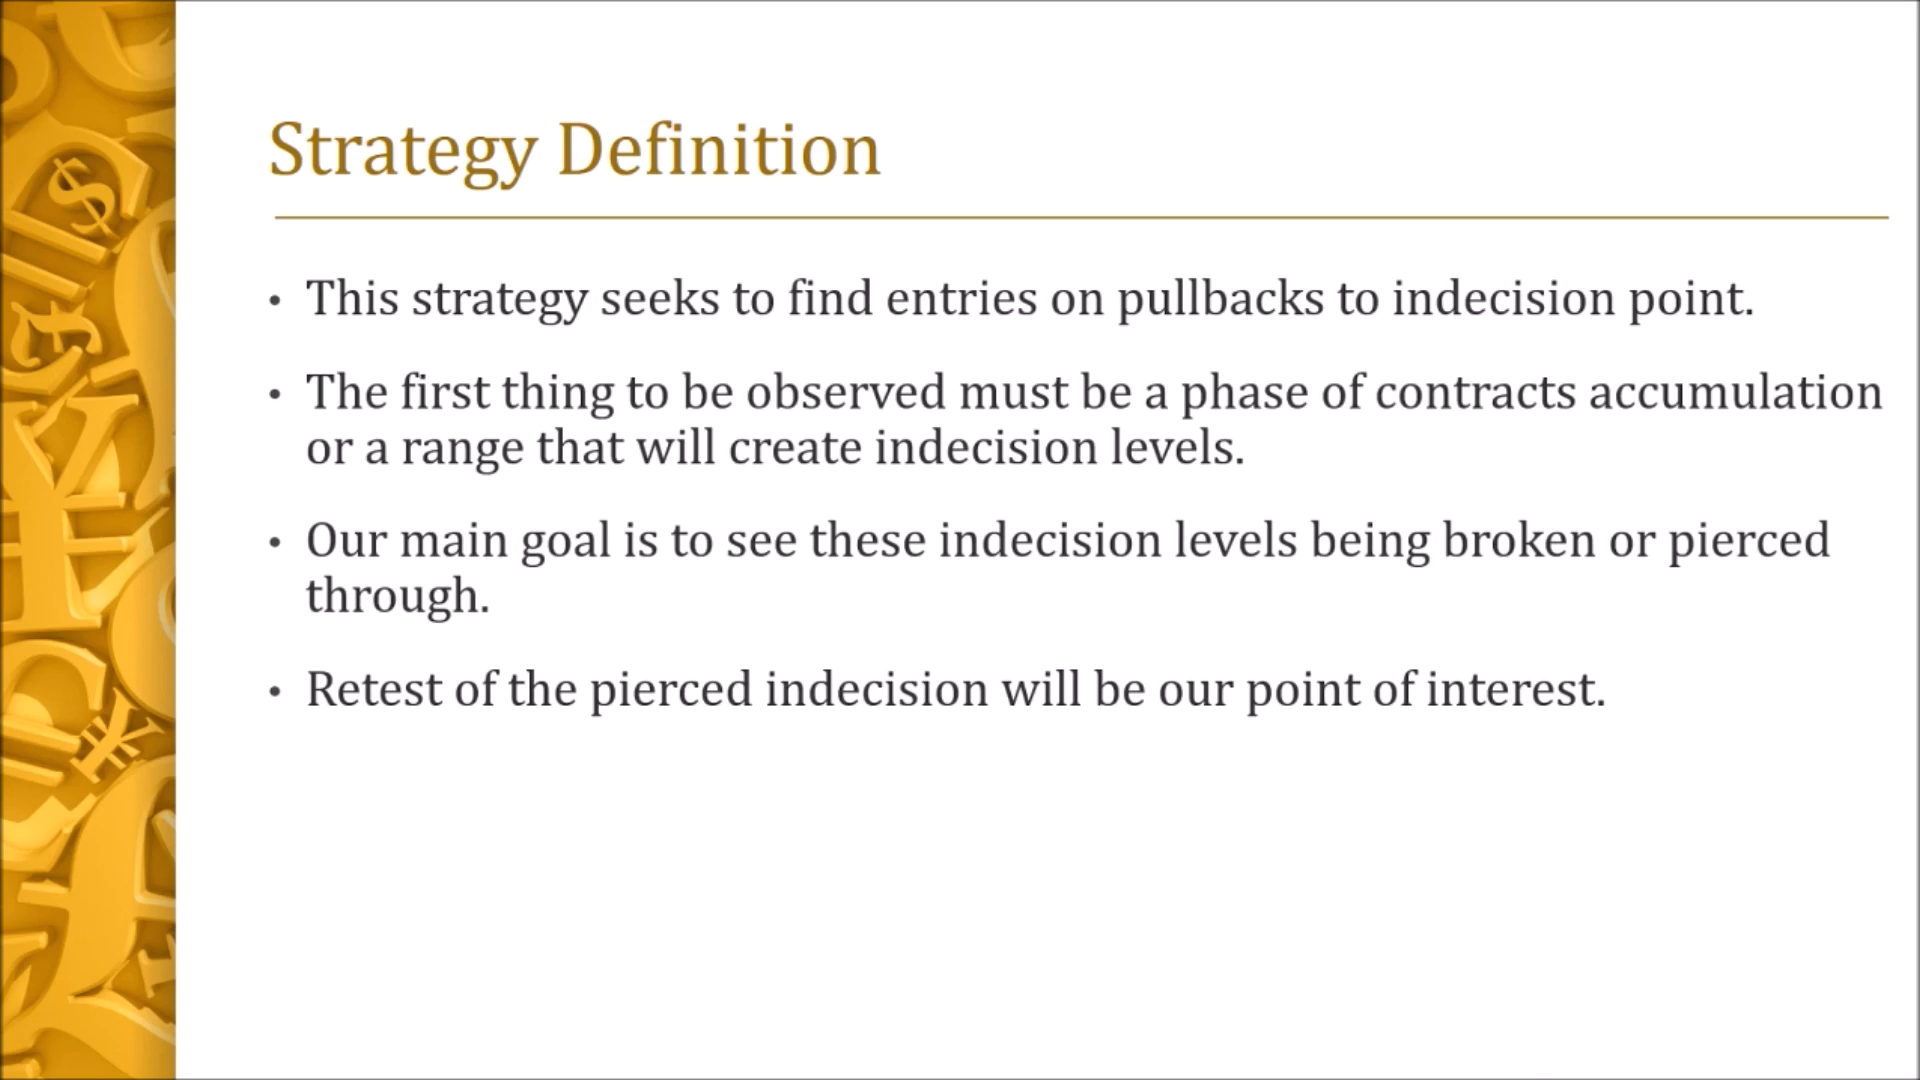 Strategy Definition
• This strategy seeks to find entries on pullbacks to indecision point.
• The first thing to be observed must be a phase of contracts accumulation
or a range that will create indecision levels.
• Our main goal is to see these indecision levels being broken or pierced
through.
• Retest of the pierced indecision will be our point of interest.